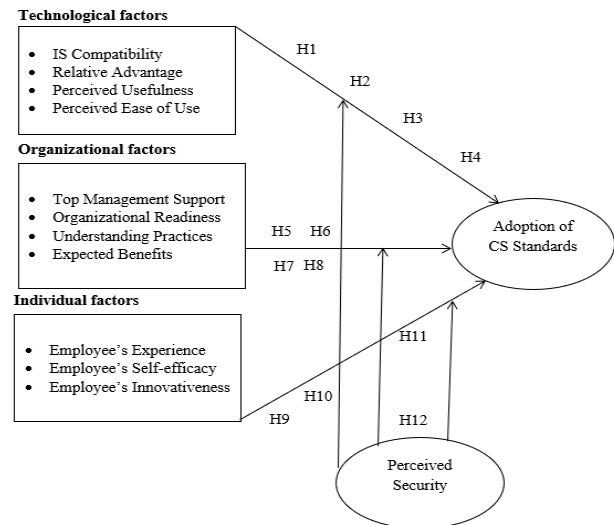 Technological factors
• IS Compatibility
• Relative Advantage
• Perceived Usefulness
• Perceived Ease of Use
H1
H2
H3
H4
Organizational factors
• Top Management Support
• Organizational Readiness
• Understanding Practices
• Expected Benefits
H5 H6
H7 H8
Adoption of
CS Standards
Individual factors
• Employee’s Experience
• Employee’s Self-efficacy
• Employee’s Innovativeness
H11
H10
H9
H12
Perceived
Security